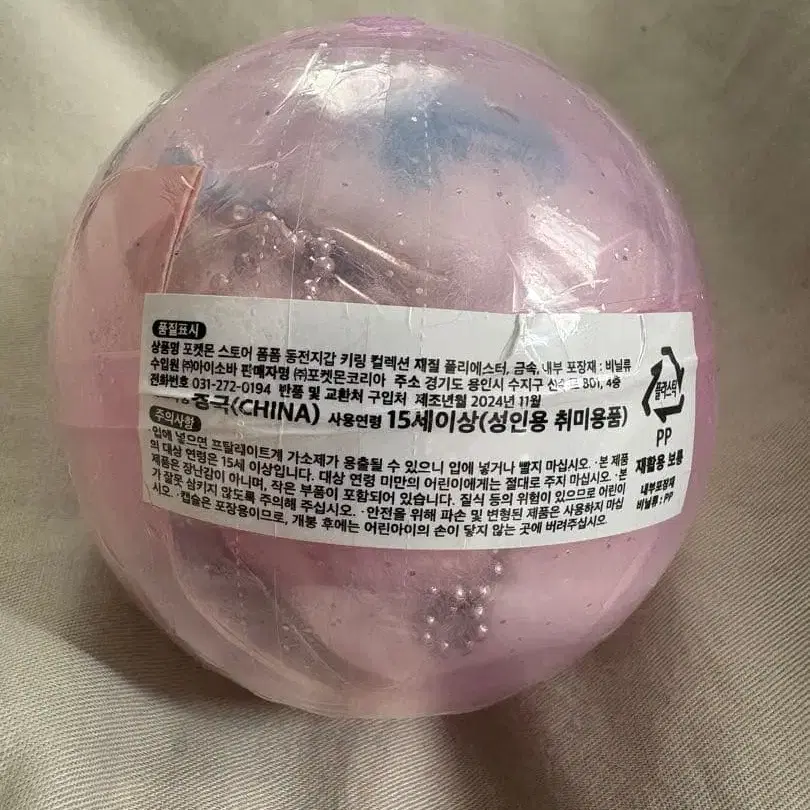 품질표시
상품명 포켓몬 스토어 폼폼 동전지갑 키링 컬렉션 재질 폴리에스터, 금속, 내부 포장재 : 비닐류
수입원 ㈜아이소바 판매자명 ㈜포켓몬코리아 주소 경기도 용인시 수지구 801, 4층
전화번호 031-272-0194 반품 및 교환처 구입처 제조년월 2024년 11월
중국(CHINA) 사용연령 15세이상(성인용 취미용품)
주의사항
·입에 넣으면 프탈레이트계 가소제가 용출될 수 있으니 입에 넣거나 빨지 마십시오. ·본 제품
의 대상 연령은 15세 이상입니다. 대상 연령 미만의 어린이에게는 절대로 주지 마십시오. ·본
제품은 장난감이 아니며, 작은 부품이 포함되어 있습니다. 질식 등의 위험이 있으므로 어린이
가 잘못 삼키지 않도록 주의해 주십시오. ·안전을 위해 파손 및 변형된 제품은 사용하지 마십
시오. ·캡슐은 포장용이므로, 개봉 후에는 어린아이의 손이 닿지 않는 곳에 버려주십시오.
플라스틱
PP
재활용 보통
내부포장재
비닐류 : PP